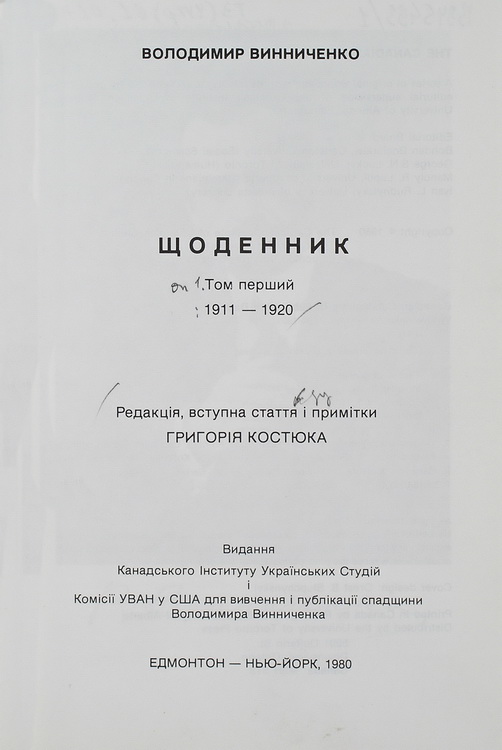 ВОЛОДИМИР ВИННИЧЕНКО
ЩОДЕННИК
1. Том перший
1911 — 1920
Редакція, вступна стаття і примітки
ГРИГОРІЯ КОСТЮКА
Видання
Канадського Інституту Українських Студій
і
Комісії УВАН у США для вивчення і публікації спадщини
Володимира Винниченка
ЕДМОНТОН — НЬЮ-ЙОРК, 1980